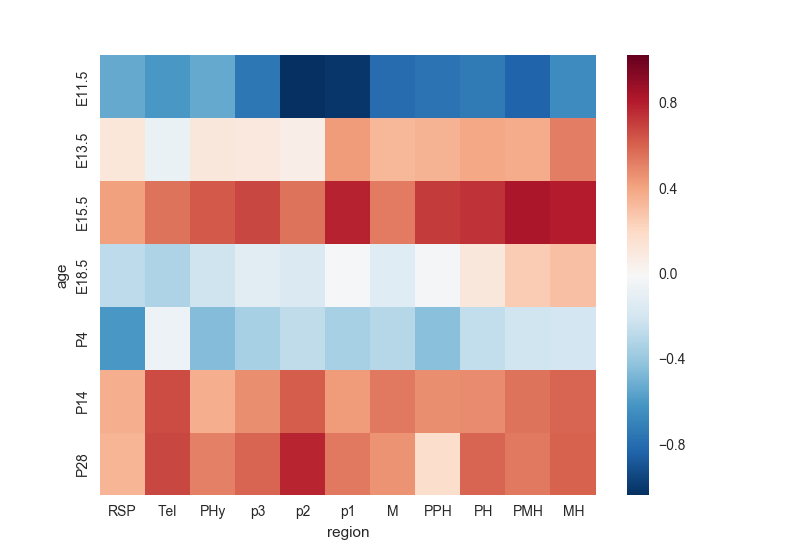 E11.5
E13.5
E15.5
E18.5
P4
P14
P28
age
RSP Tel PHy p3 p2 p1 M PPH PH PMH MH
region
0.8
0.4
0.0
−0.4
−0.8